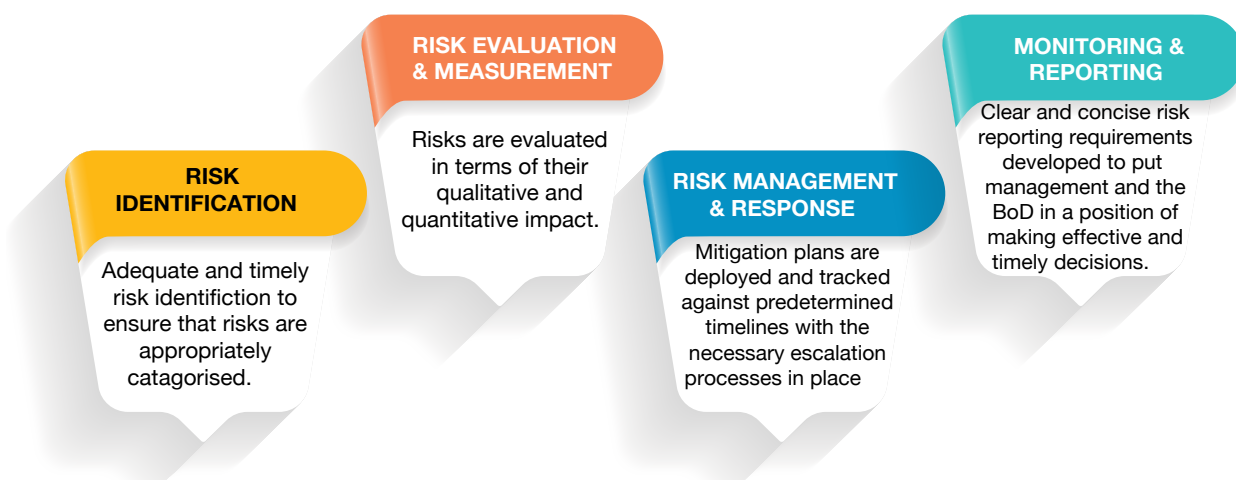 RISK
IDENTIFICATION
Adequate and timely
risk identifiction to
ensure that risks are
appropriately
catagorised.
RISK EVALUATION
& MEASUREMENT
Risks are evaluated
in terms of their
qualitative and
quantitative impact.
RISK MANAGEMENT
& RESPONSE
Mitigation plans are
deployed and tracked
against predetermined
timelines with the
necessary escalation
processes in place
MONITORING &
REPORTING
Clear and concise risk
reporting requirements
developed to put
management and the
BoD in a position of
making effective and
timely decisions.